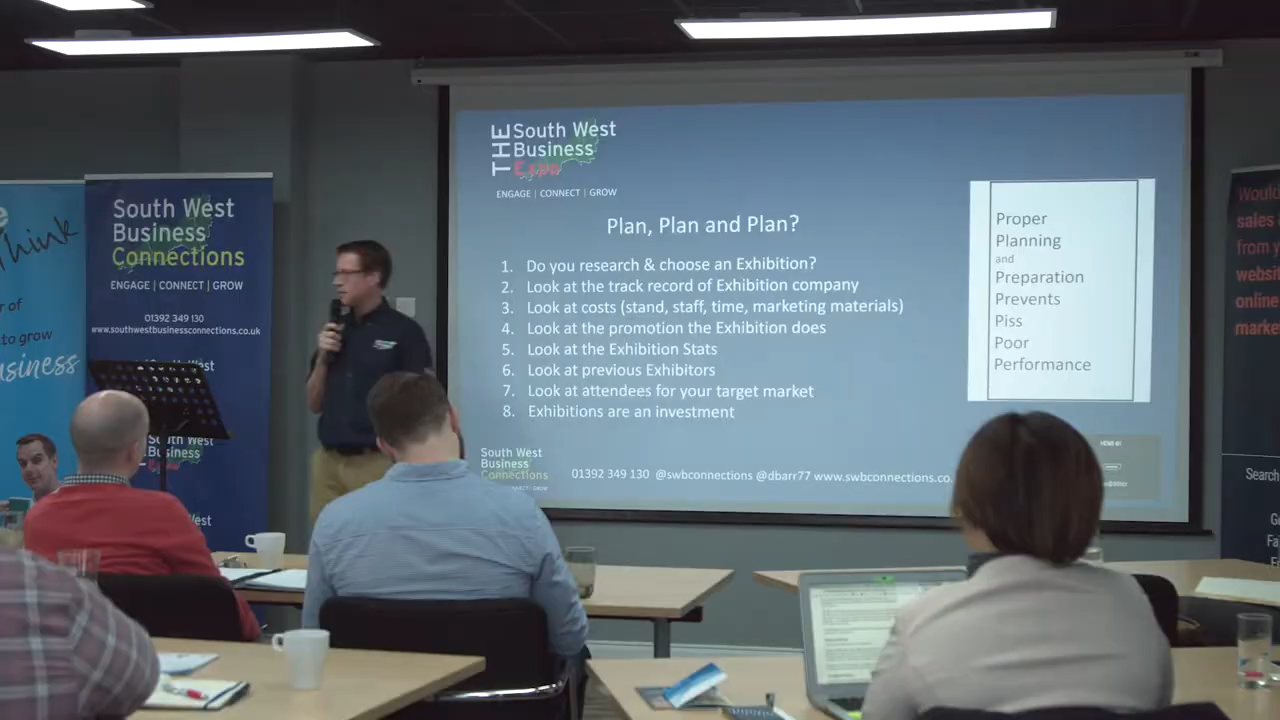 Think
r of
to grow
usiness
South West
Business
Connections
ENGAGE | CONNECT | GROW
01392 349 130
www.southwestbusinessconnections.co.uk
South West
Business
West
THE
South West
Business
Expo
ENGAGE | CONNECT | GROW
Plan, Plan and Plan?
1. Do you research & choose an Exhibition?
2. Look at the track record of Exhibition company
3. Look at costs (stand, staff, time, marketing materials)
4. Look at the promotion the Exhibition does
5. Look at the Exhibition Stats
6. Look at previous Exhibitors
7. Look at attendees for your target market
8. Exhibitions are an investment
Proper
Planning
and
Preparation
Prevents
Piss
Poor
Performance
South West
Business
Connections
01392 349 130 @swbconnections @dbarr77 www.swbconnections.co.
Would
sales
from y
websi
online
marke
Search